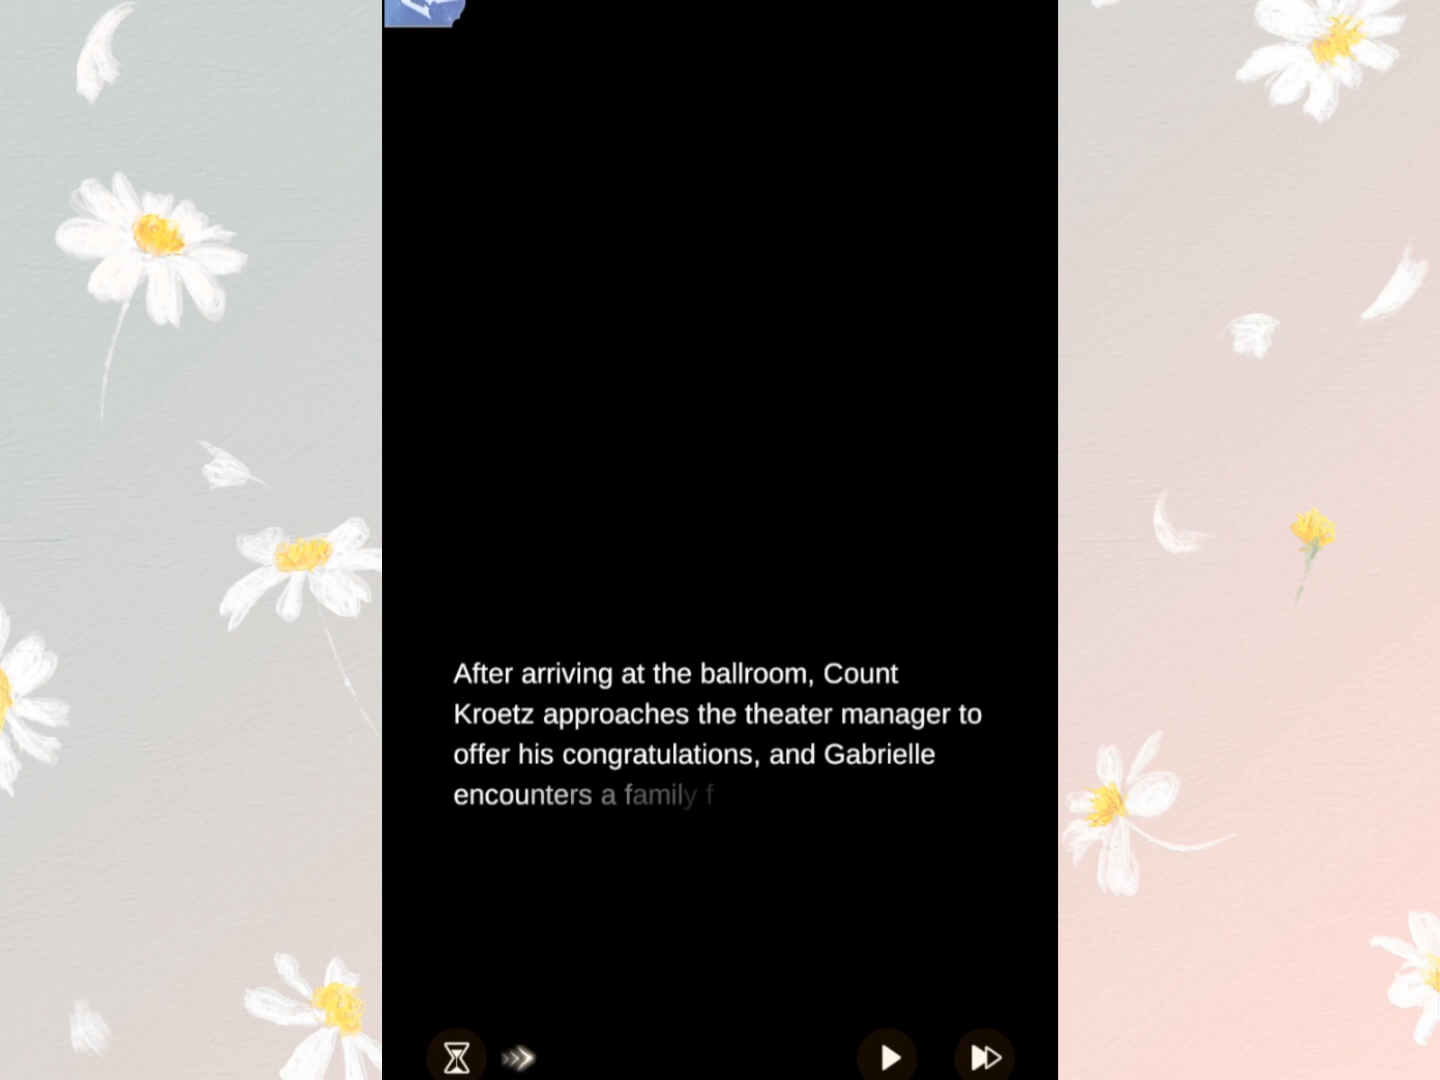 After arriving at the ballroom, Count
Kroetz approaches the theater manager to
offer his congratulations, and Gabrielle
encounters a family f